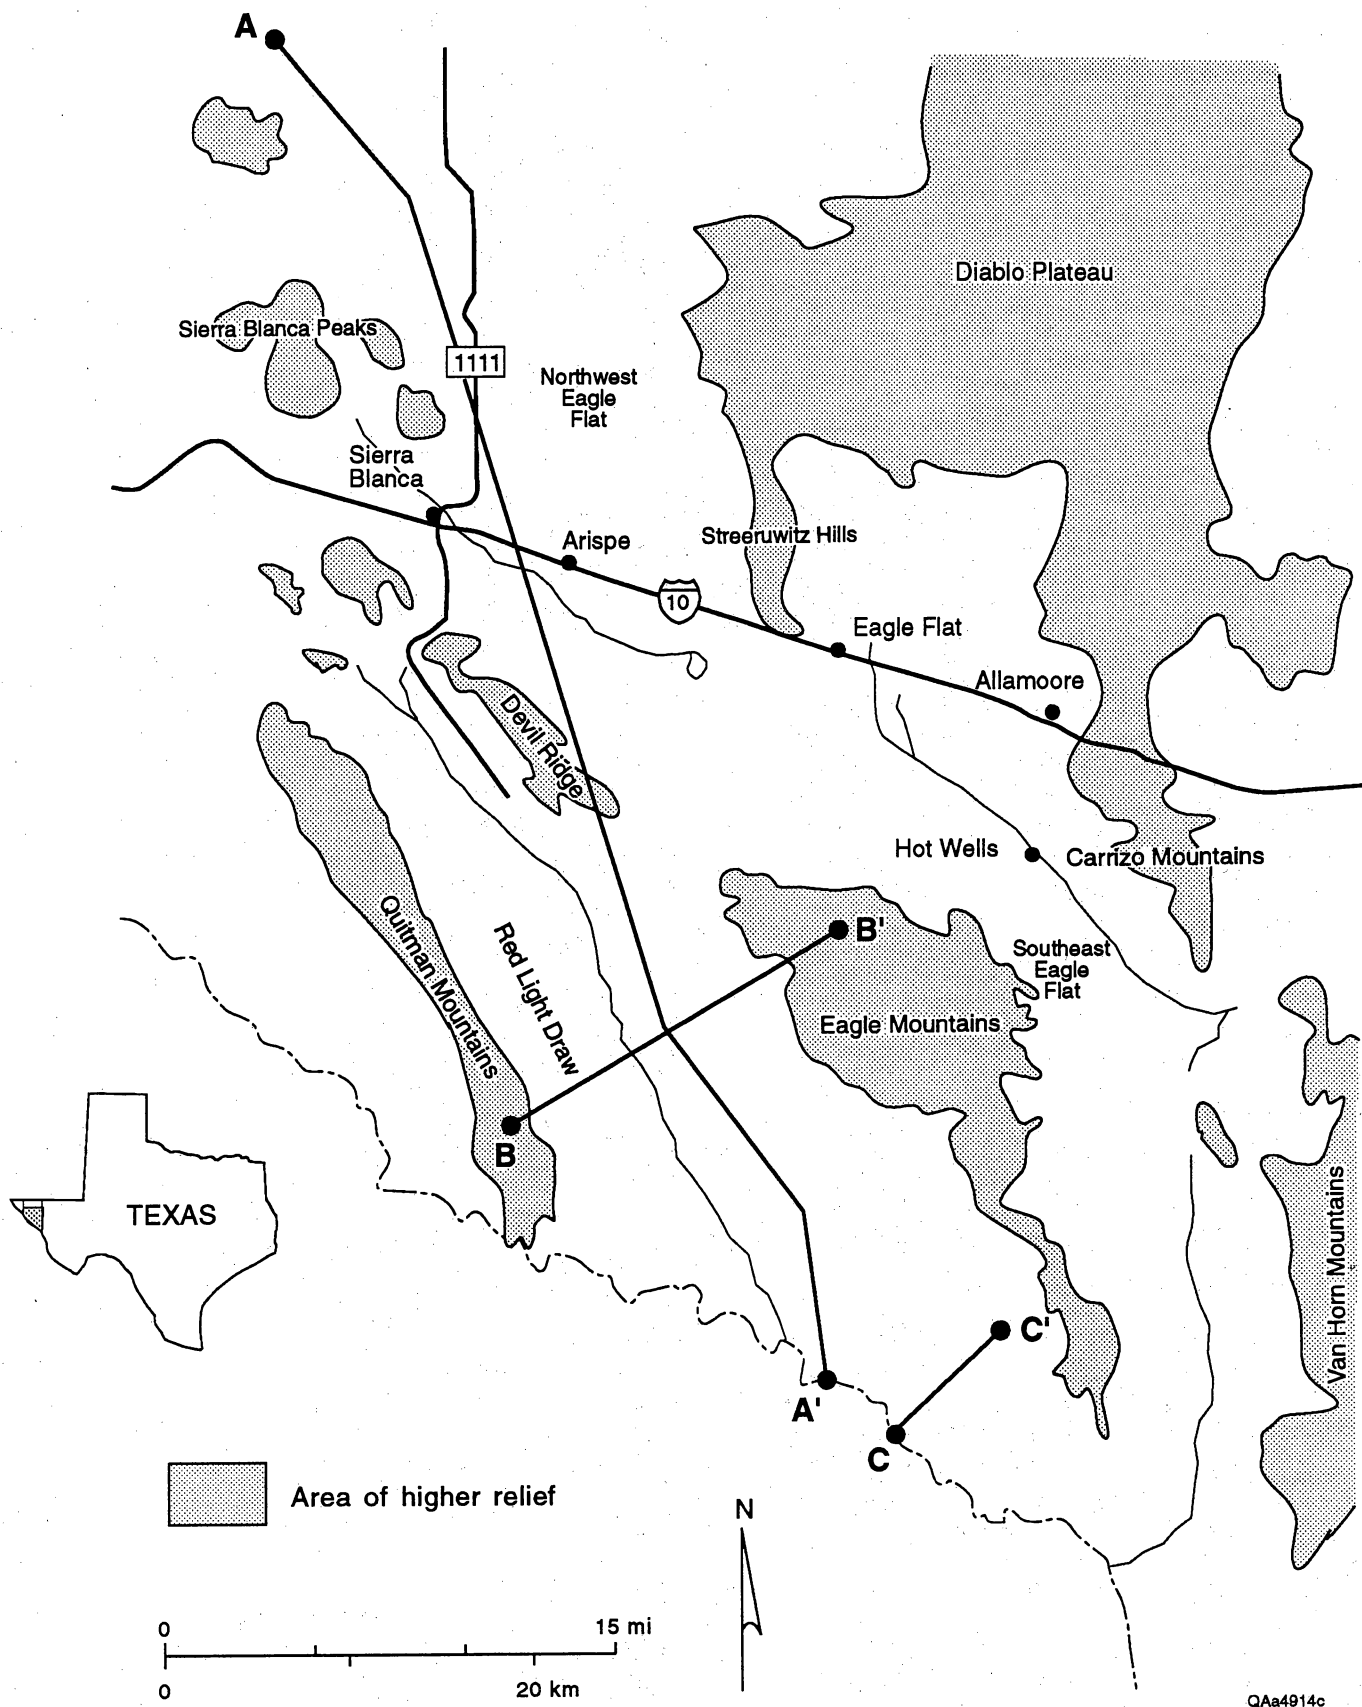 A
Diablo Plateau
Sierra Blanca Peaks
1111
Northwest
Eagle
Flat
Sierra
Blanca
Arispe
Streeruwitz Hills
10
Eagle Flat
Allamoore
Devil Ridge
Hot Wells
Carrizo Mountains
Quitman Mountains
Red Light Draw
B'
Southeast
Eagle
Flat
Eagle Mountains
B
TEXAS
Van Horn Mountains
C'
A'
C
Area of higher relief
N
0
15 mi
0
20 km
QAa4914c